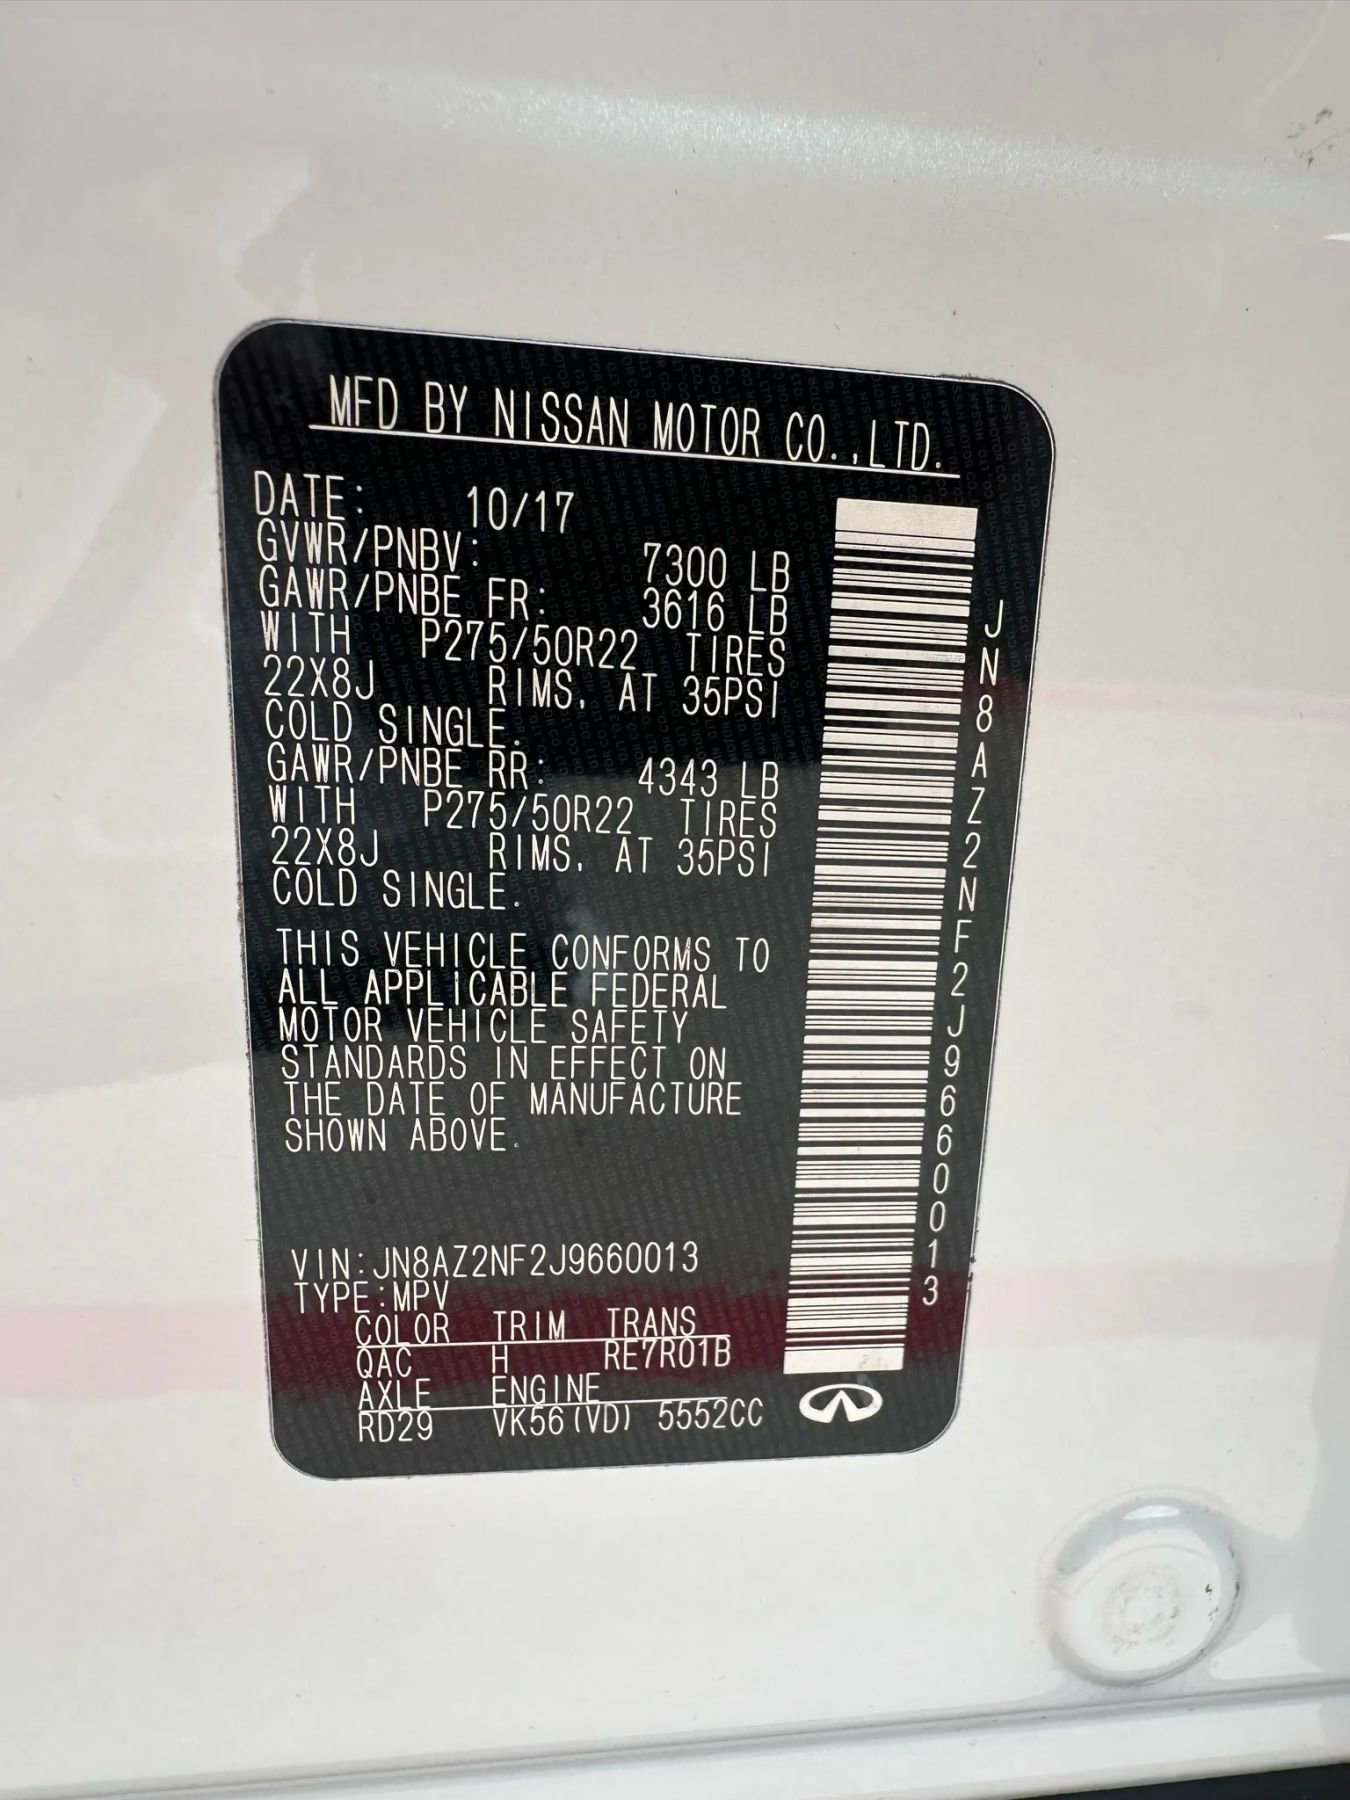 MFD BY NISSAN MOTOR CO.,LTD.
DATE: 10/17
GVWR/PNBV: 7300 LB
GAWR/PNBE FR: 3616 LB
WITH P275/50R22 TIRES
22X8J RIMS, AT 35PSI
COLD SINGLE.
GAWR/PNBE RR: 4343 LB
WITH P275/50R22 TIRES
22X8J RIMS, AT 35PSI
COLD SINGLE.
THIS VEHICLE CONFORMS TO
ALL APPLICABLE FEDERAL
MOTOR VEHICLE SAFETY
STANDARDS IN EFFECT ON
THE DATE OF MANUFACTURE
SHOWN ABOVE.
VIN:JN8AZ2NF2J9660013
TYPE:MPV
COLOR TRIM TRANS
QAC H RE7R01B
AXLE ENGINE
RD29 VK56(VD) 5552CC
JN8AZ2NF2J9660013